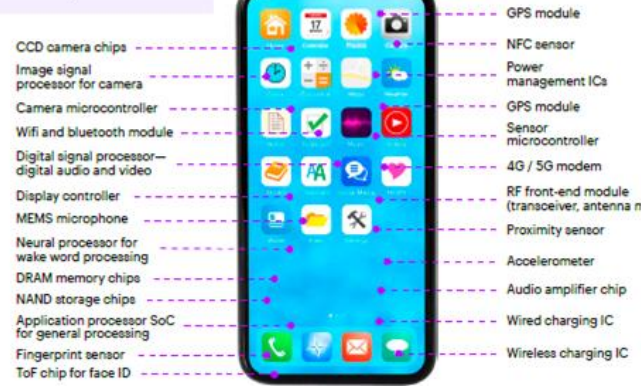 CCD camera chips
Image signal
processor for camera
Camera microcontroller
Wifi and bluetooth module
Digital signal processor—
digital audio and video
Display controller
MEMS microphone
Neural processor for
wake word processing
DRAM memory chips
NAND storage chips
Application processor SoC
for general processing
Fingerprint sensor
ToF chip for face ID
17
AA
GPS module
NFC sensor
Power
management ICs
GPS module
Sensor
microcontroller
4G / 5G modem
RF front-end module
(transceiver, antenna
Proximity sensor
Accelerometer
Audio amplifier chip
Wired charging IC
Wireless charging IC